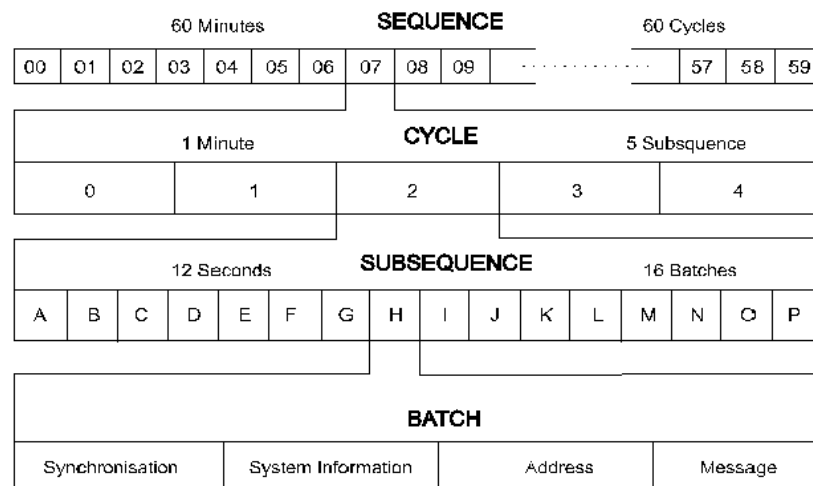 60 Minutes SEQUENCE 60 Cycles
00 01 02 03 04 05 06 07 08 09 57 58 59
1 Minute CYCLE 5 Subsquence
0 1 2 3 4
12 Seconds SUBSEQUENCE 16 Batches
A B C D E F G H I J K L M N O P
BATCH
Synchronisation System Information Address Message